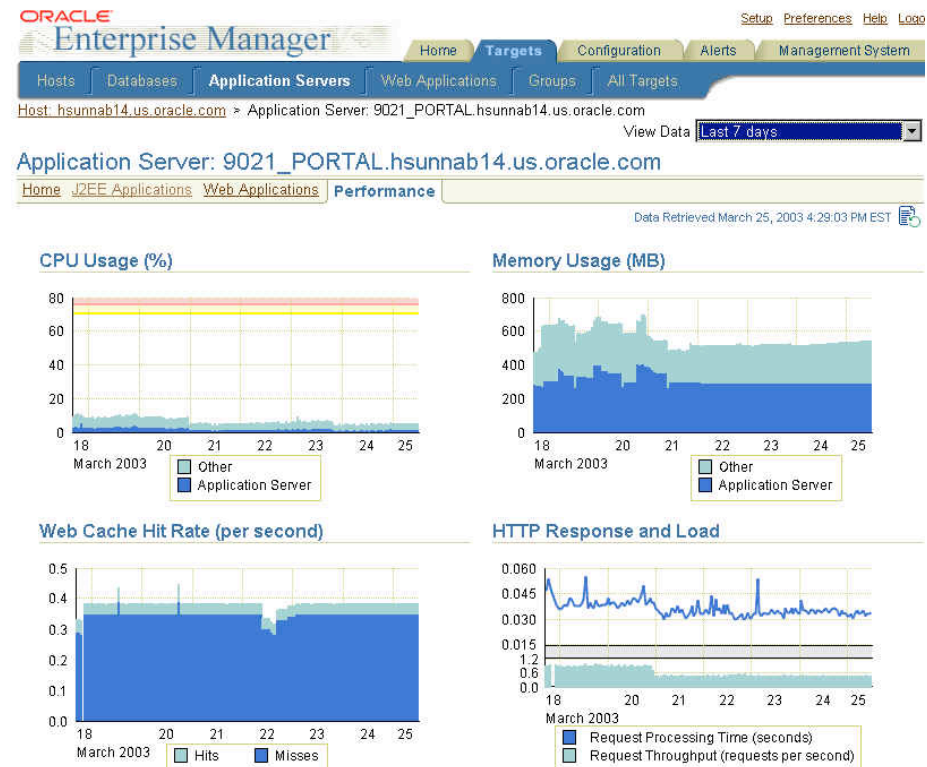 ORACLE
Enterprise Manager
Setup Preferences Help
Home Targets Configuration Alerts Management System
Hosts Databases Application Servers Web Applications Groups All Targets
Host: hsunnab14.us.oracle.com > Application Server: 9021_PORTAL.hsunnab14.us.oracle.com
View Data Last 7 days
Application Server: 9021_PORTAL.hsunnab14.us.oracle.com
Home J2EE Applications Web Applications Performance
Data Retrieved March 25, 2003 4:29:03 PM EST
CPU Usage (%)
80
60
40
20
0
18 20 21 22 23 24 25
March 2003
Other
Application Server
Memory Usage (MB)
800
600
400
200
0
18 20 21 22 23 24 25
March 2003
Other
Application Server
Web Cache Hit Rate (per second)
0.5
0.4
0.3
0.2
0.1
0.0
18 20 21 22 23 24 25
March 2003
Hits Misses
HTTP Response and Load
0.060
0.045
0.030
0.015
1.2
0.6
0.0
18 20 21 22 23 24 25
March 2003
Request Processing Time (seconds)
Request Throughput (requests per second)